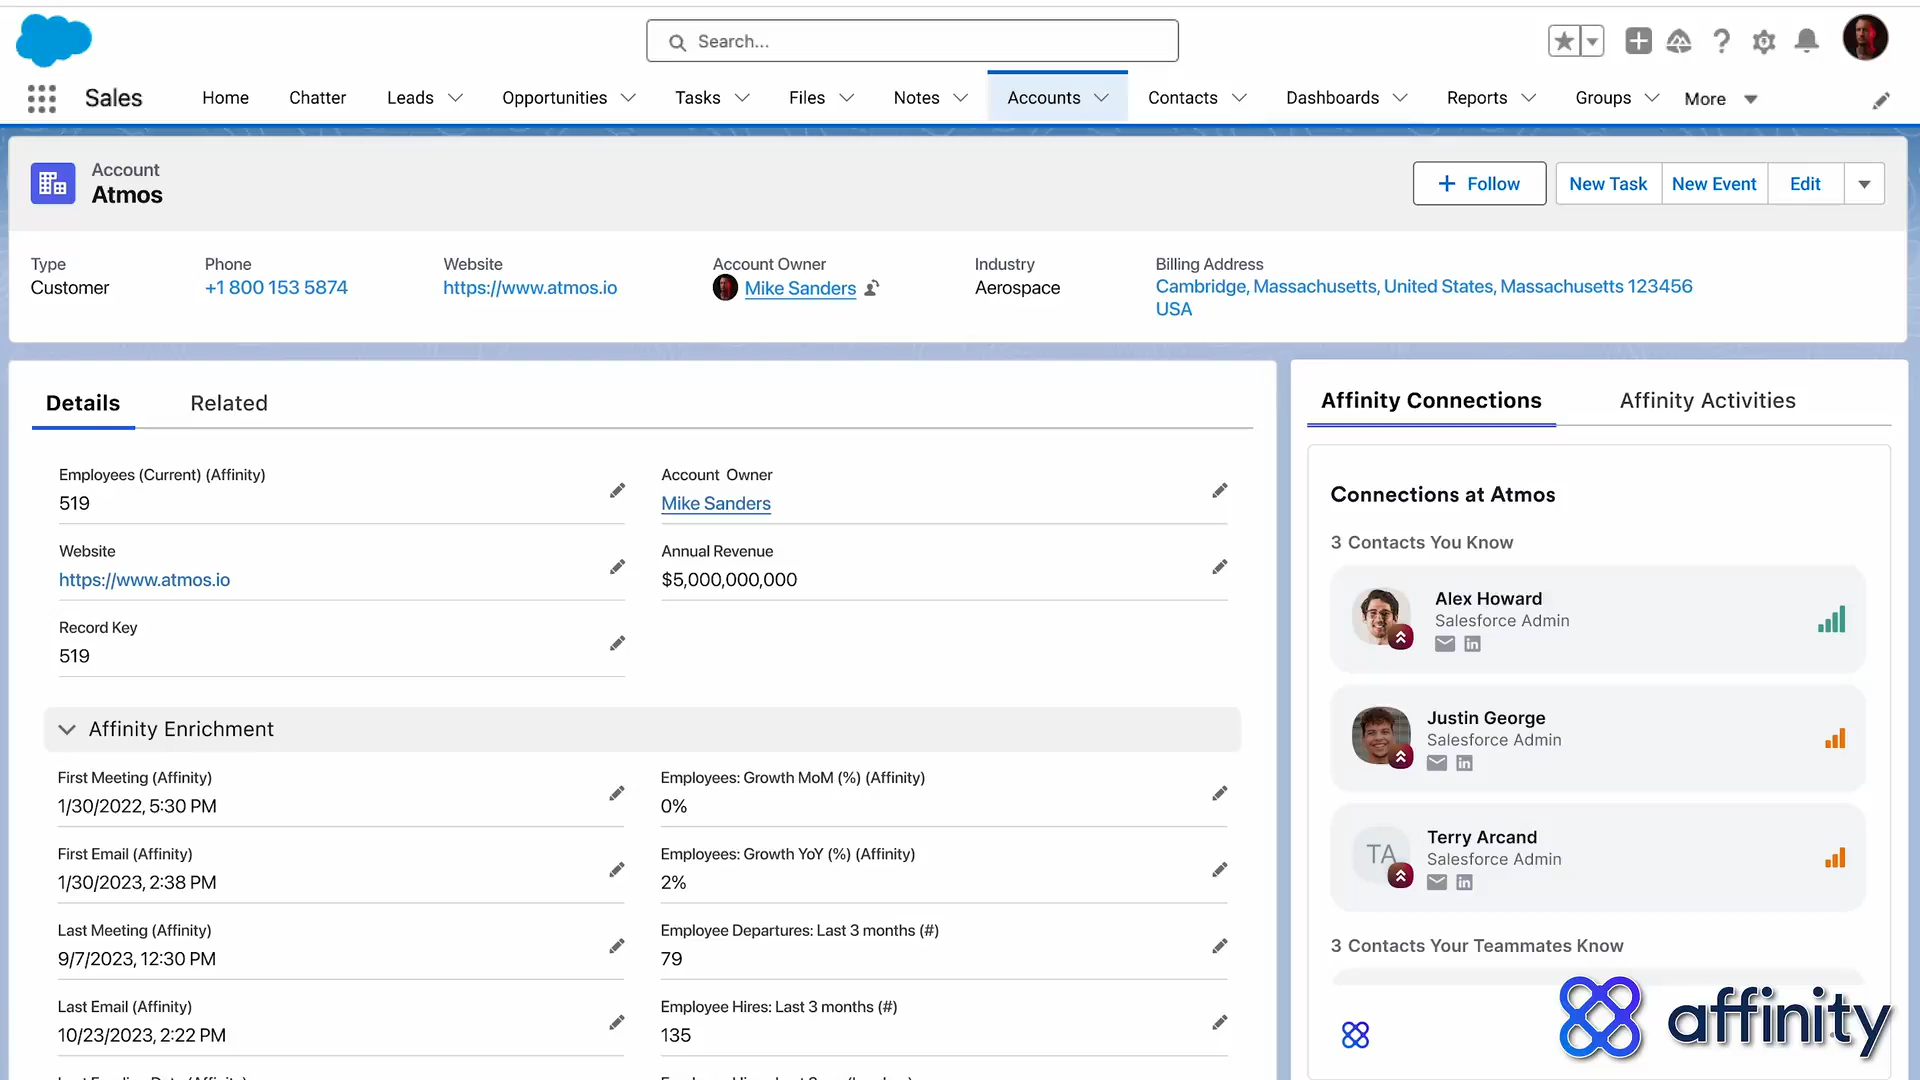 Search...
Sales
Home
Chatter
Leads
Opportunities
Tasks
Files
Notes
Accounts
Contacts
Dashboards
Reports
Groups
More
Account
Atmos
Follow
New Task
New Event
Edit
Type
Customer
Phone
+1 800 153 5874
Website
https://www.atmos.io
Account Owner
Mike Sanders
Industry
Aerospace
Billing Address
Cambridge, Massachusetts, United States, Massachusetts 123456
USA
Details
Related
Employees (Current) (Affinity)
519
Account Owner
Mike Sanders
Website
https://www.atmos.io
Annual Revenue
$5,000,000,000
Record Key
519
Affinity Enrichment
First Meeting (Affinity)
1/30/2022, 5:30 PM
Employees: Growth MoM (%) (Affinity)
0%
First Email (Affinity)
1/30/2023, 2:38 PM
Employees: Growth YoY (%) (Affinity)
2%
Last Meeting (Affinity)
9/7/2023, 12:30 PM
Employee Departures: Last 3 months (#)
79
Last Email (Affinity)
10/23/2023, 2:22 PM
Employee Hires: Last 3 months (#)
135
Affinity Connections
Affinity Activities
Connections at Atmos
3 Contacts You Know
Alex Howard
Salesforce Admin
in
Justin George
Salesforce Admin
in
TA
Terry Arcand
Salesforce Admin
in
3 Contacts Your Teammates Know
affinity